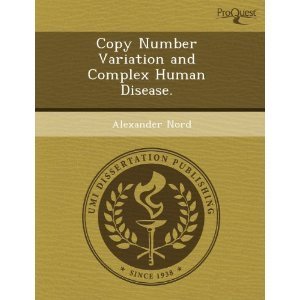 ProQuest
Copy Number
Variation and
Complex Human
Disease.
Alexander Nord
UMI DISSERTATION PUBLISHING
SINCE 1938